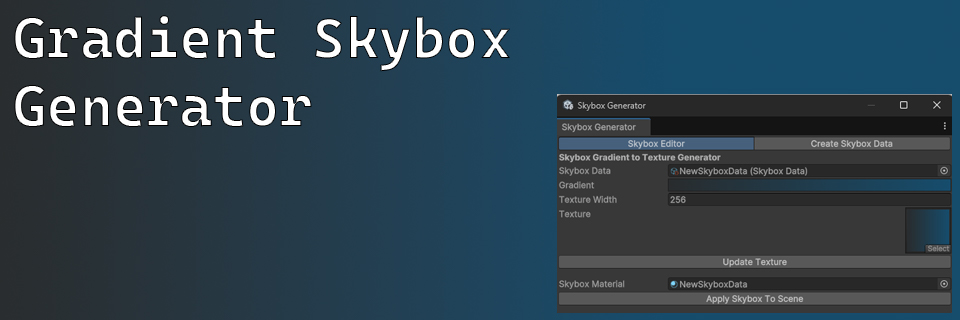 Gradient Skybox
Generator
Skybox Generator
Skybox Generator
Skybox Editor Create Skybox Data
Skybox Gradient to Texture Generator
Skybox Data NewSkyboxData (Skybox Data)
Gradient
Texture Width 256
Texture
Select
Update Texture
Skybox Material NewSkyboxData
Apply Skybox To Scene